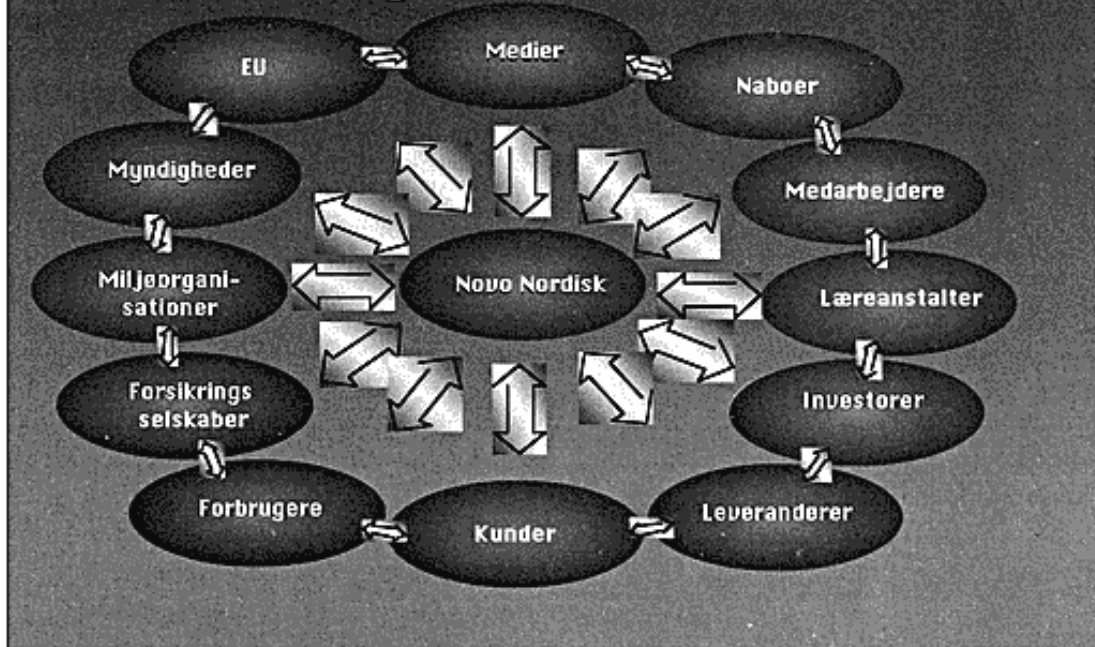 EU
Medier
Naboer
Myndigheder
Medarbejdere
Miljøorgani-
sationer
Novo Nordisk
Læreanstalter
Forsikrings
selskaber
Investorer
Forbrugere
Kunder
Leverandører